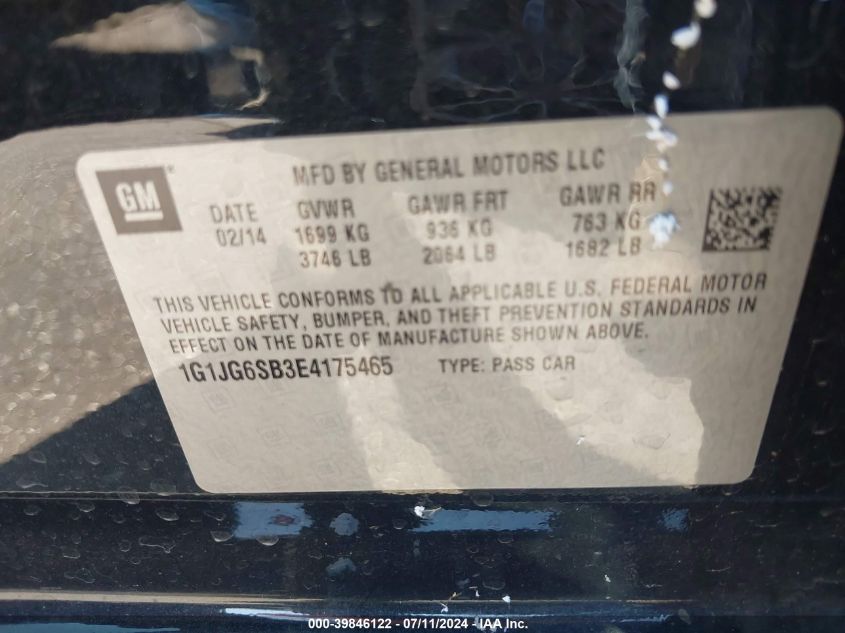 GM
MFD BY GENERAL MOTORS LLC
DATE GVWR GAWR FRT GAWR RR
02/14 1699 KG 936 KG 763 KG
3746 LB 2064 LB 1682 LB
THIS VEHICLE CONFORMS TO ALL APPLICABLE U.S. FEDERAL MOTOR
VEHICLE SAFETY, BUMPER, AND THEFT PREVENTION STANDARDS IN
EFFECT ON THE DATE OF MANUFACTURE SHOWN ABOVE.
1G1JG6SB3E4175465 TYPE: PASS CAR
000-39846122 - 07/11/2024 - IAA Inc.